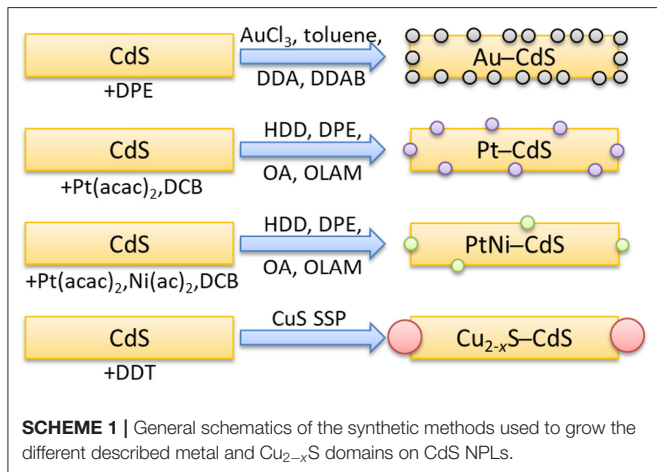 CdS
+DPE
AuCl3, toluene,
DDA, DDAB
Au–CdS
CdS
+Pt(acac)2,DCB
HDD, DPE,
OA, OLAM
Pt–CdS
CdS
+Pt(acac)2,Ni(ac)2,DCB
HDD, DPE,
OA, OLAM
PtNi–CdS
CdS
+DDT
CuS SSP
Cu2-xS–CdS
SCHEME 1 | General schematics of the synthetic methods used to grow the
different described metal and Cu2−xS domains on CdS NPLs.